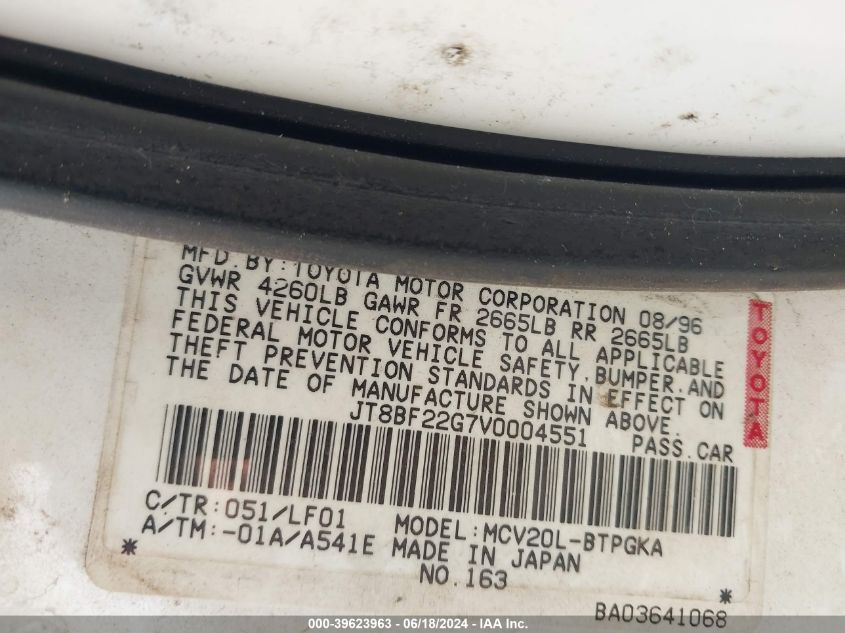 MFD BY:TOYOTA MOTOR CORPORATION 08/96
GVWR 4260LB GAWR FR 2665LB RR 2665LB
THIS VEHICLE CONFORMS TO ALL APPLICABLE
FEDERAL MOTOR VEHICLE SAFETY,BUMPER,AND
THEFT PREVENTION STANDARDS IN EFFECT ON
THE DATE OF MANUFACTURE SHOWN ABOVE.
JT8BF22G7V0004551 PASS.CAR
C/TR:051/LF01 MODEL:MCV20L-BTPGKA
A/TM:-01A/A541E MADE IN JAPAN
* NO.163 *
BA03641068
TOYOTA
000-39623963 - 06/18/2024 - IAA, Inc.